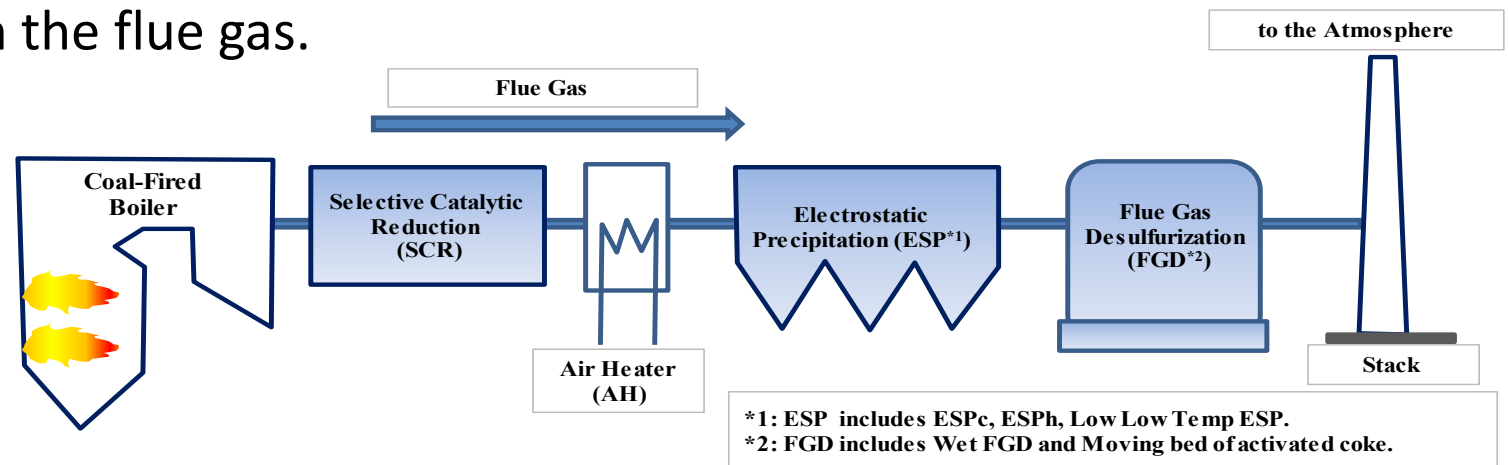 the flue gas.
to the Atmosphere
Flue Gas
Coal-Fired
Boiler
Selective Catalytic
Reduction
(SCR)
Electrostatic
Precipitation (ESP*1)
Flue Gas
Desulfurization
(FGD*2)
Air Heater
(AH)
Stack
*1: ESP includes ESPc, ESPh, Low Low Temp ESP.
*2: FGD includes Wet FGD and Moving bed of activated coke.